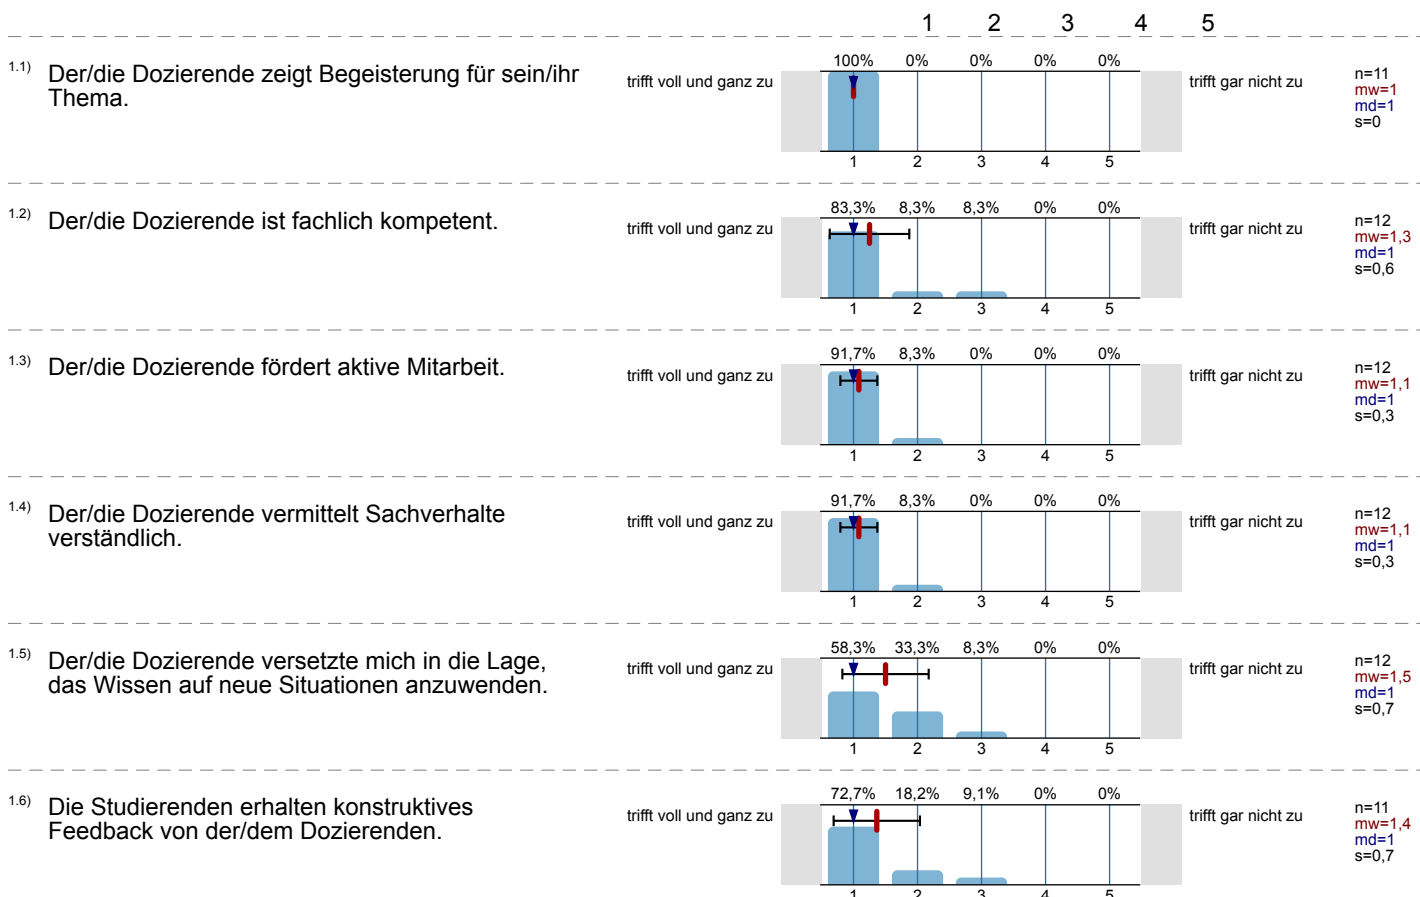 1 2 3 4 5
1.1) Der/die Dozierende zeigt Begeisterung für sein/ihr
Thema.
trifft voll und ganz zu
100% 0% 0% 0% 0%
1 2 3 4 5
trifft gar nicht zu
n=11
mw=1
md=1
s=0
1.2) Der/die Dozierende ist fachlich kompetent.
trifft voll und ganz zu
83,3% 8,3% 8,3% 0% 0%
1 2 3 4 5
trifft gar nicht zu
n=12
mw=1,3
md=1
s=0,6
1.3) Der/die Dozierende fördert aktive Mitarbeit.
trifft voll und ganz zu
91,7% 8,3% 0% 0% 0%
1 2 3 4 5
trifft gar nicht zu
n=12
mw=1,1
md=1
s=0,3
1.4) Der/die Dozierende vermittelt Sachverhalte
verständlich.
trifft voll und ganz zu
91,7% 8,3% 0% 0% 0%
1 2 3 4 5
trifft gar nicht zu
n=12
mw=1,1
md=1
s=0,3
1.5) Der/die Dozierende versetzte mich in die Lage,
das Wissen auf neue Situationen anzuwenden.
trifft voll und ganz zu
58,3% 33,3% 8,3% 0% 0%
1 2 3 4 5
trifft gar nicht zu
n=12
mw=1,5
md=1
s=0,7
1.6) Die Studierenden erhalten konstruktives
Feedback von der/dem Dozierenden.
trifft voll und ganz zu
72,7% 18,2% 9,1% 0% 0%
1 2 3 4 5
trifft gar nicht zu
n=11
mw=1,4
md=1
s=0,7